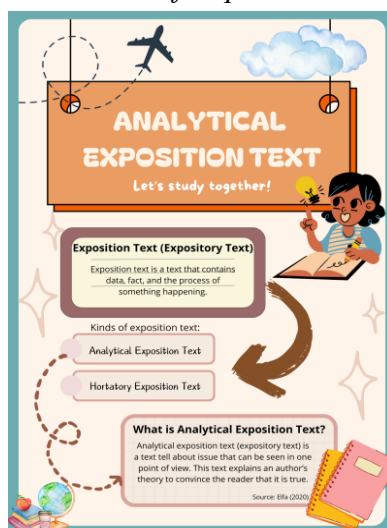 ANALYTICAL
EXPOSITION TEXT
Let's study together!
Exposition Text (Expository Text)
Exposition text is a text that contains
data, fact, and the process of
something happening.
Kinds of exposition text:
Analytical Exposition Text
Hortatory Exposition Text
What is Analytical Exposition Text?
Analytical exposition text (expository text) is
a text tell about issue that can be seen in one
point of view. This text explains an author's
theory to convince the reader that it is true.
Source: Elfa (2020)